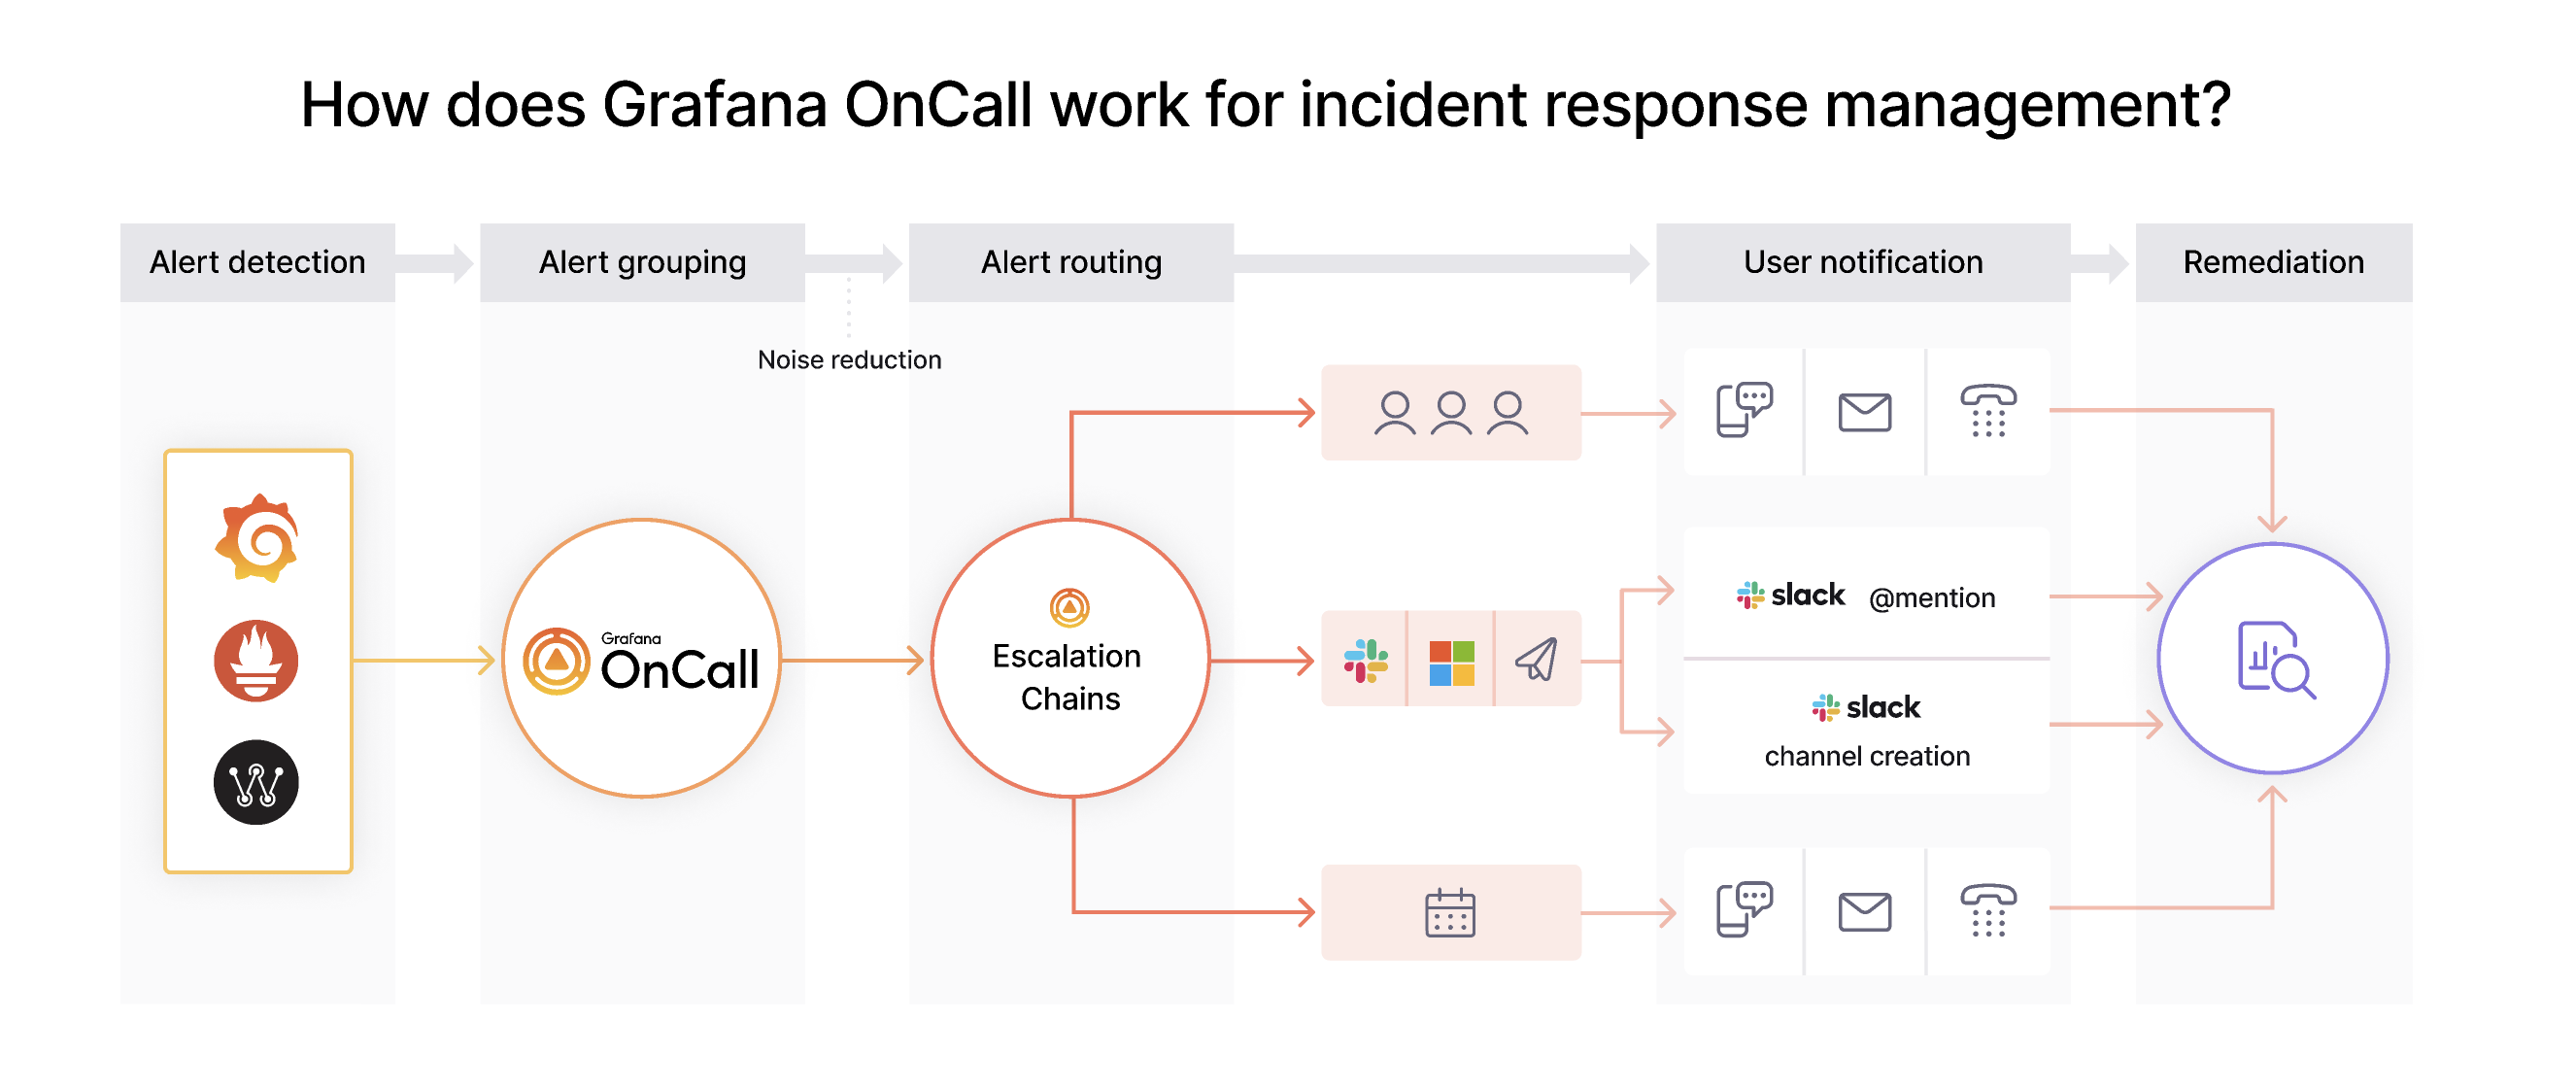 How does Grafana OnCall work for incident response management?
Alert detection
Alert grouping
Alert routing
User notification
Remediation
Noise reduction
Grafana
OnCall
Escalation
Chains
slack @mention
slack
channel creation